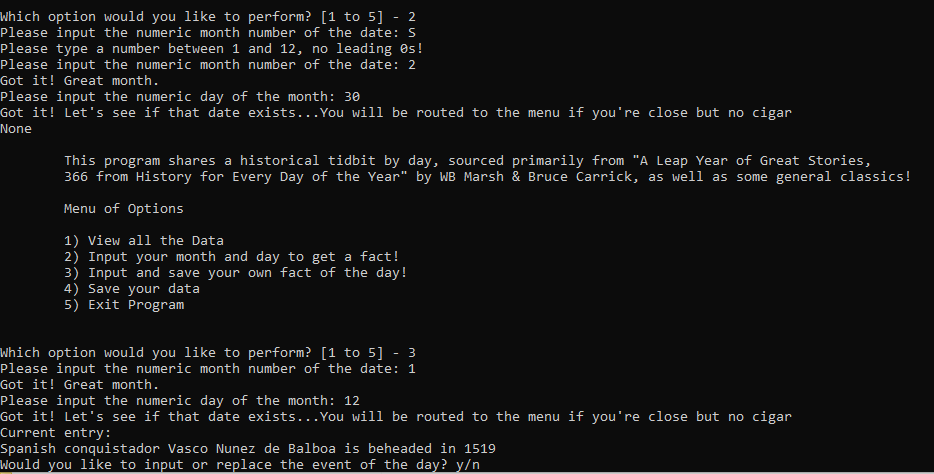 Which option would you like to perform? [1 to 5] - 2
Please input the numeric month number of the date: S
Please type a number between 1 and 12, no leading 0s!
Please input the numeric month number of the date: 2
Got it! Great month.
Please input the numeric day of the month: 30
Got it! Let's see if that date exists...You will be routed to the menu if you're close but no cigar
None
This program shares a historical tidbit by day, sourced primarily from "A Leap Year of Great Stories,
366 from History for Every Day of the Year" by WB Marsh & Bruce Carrick, as well as some general classics!
Menu of Options
1) View all the Data
2) Input your month and day to get a fact!
3) Input and save your own fact of the day!
4) Save your data
5) Exit Program
Which option would you like to perform? [1 to 5] - 3
Please input the numeric month number of the date: 1
Got it! Great month.
Please input the numeric day of the month: 12
Got it! Let's see if that date exists...You will be routed to the menu if you're close but no cigar
Current entry:
Spanish conquistador Vasco Nunez de Balboa is beheaded in 1519
Would you like to input or replace the event of the day? y/n